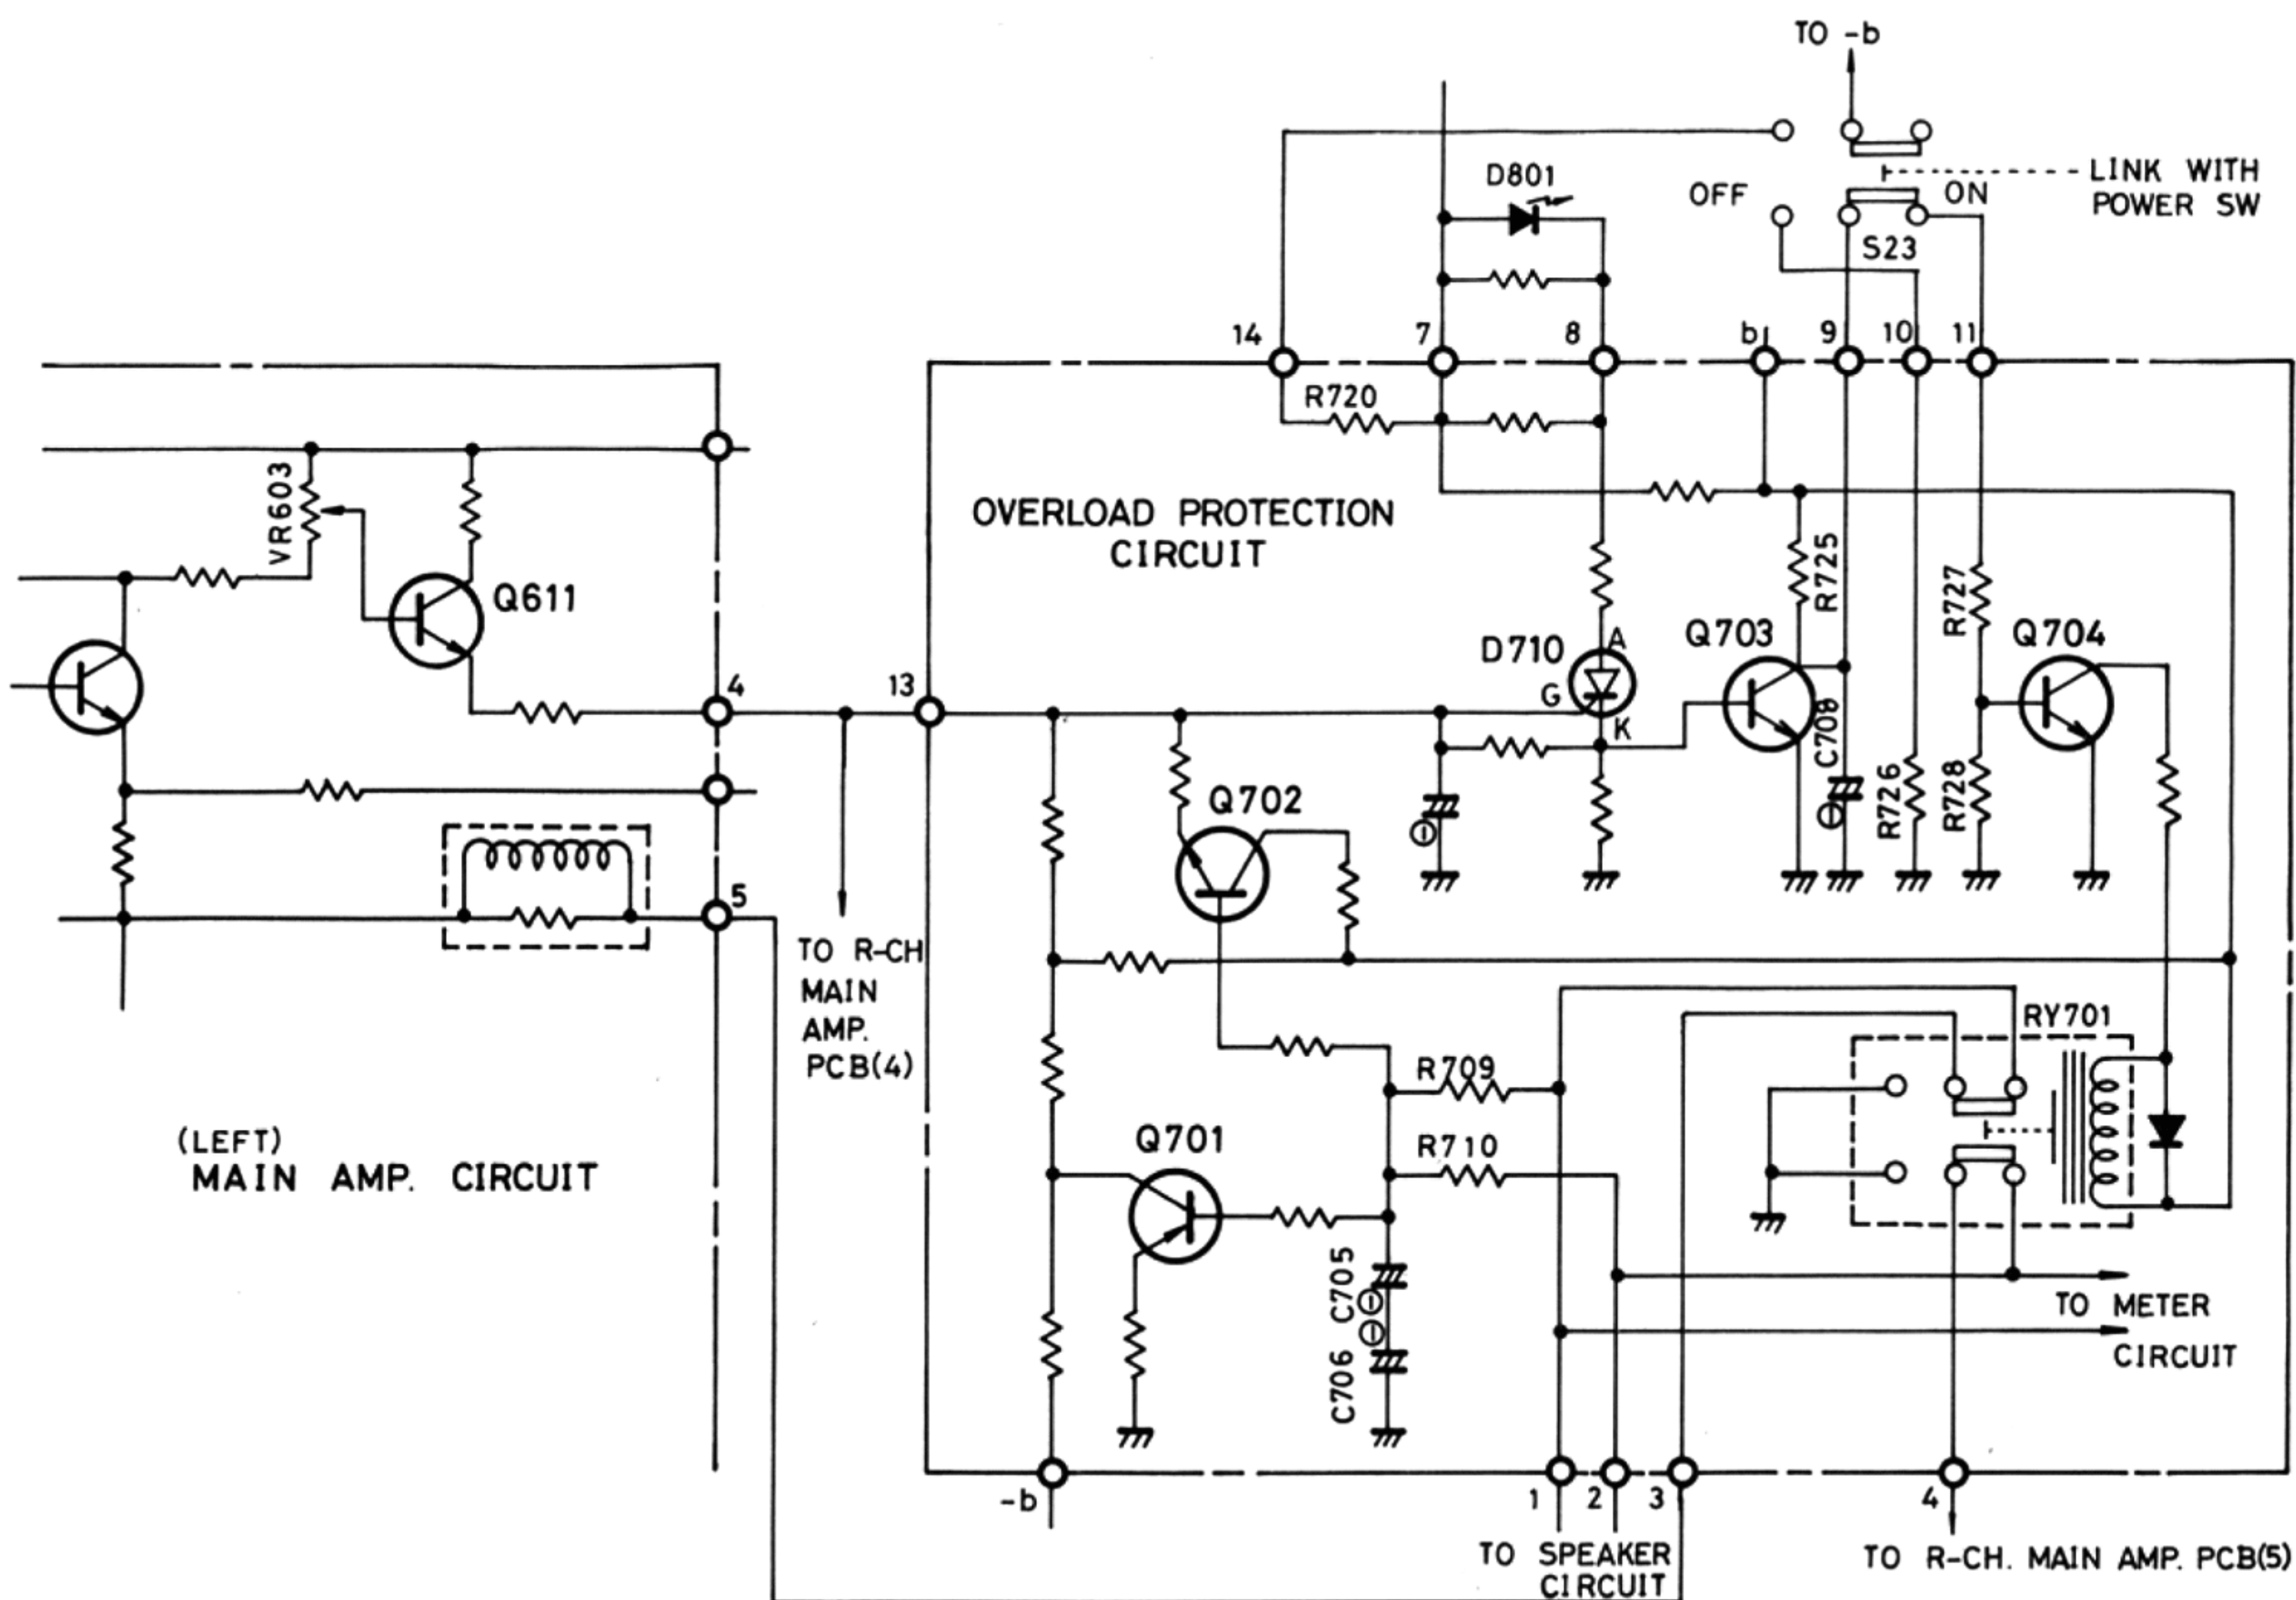 TO -b
D801
OFF
ON
LINK WITH
POWER SW
S23
14
7
8
b
9
10
11
R720
OVERLOAD PROTECTION
CIRCUIT
VR603
Q611
4
13
D710
A
G
K
Q703
R725
C708
R726
R727
R728
Q704
Q702
5
TO R-CH
MAIN
AMP.
PCB(4)
RY701
R709
R710
Q701
(LEFT)
MAIN AMP. CIRCUIT
C705
C706
TO METER
CIRCUIT
-b
1
2
3
4
TO SPEAKER
CIRCUIT
TO R-CH. MAIN AMP. PCB(5)